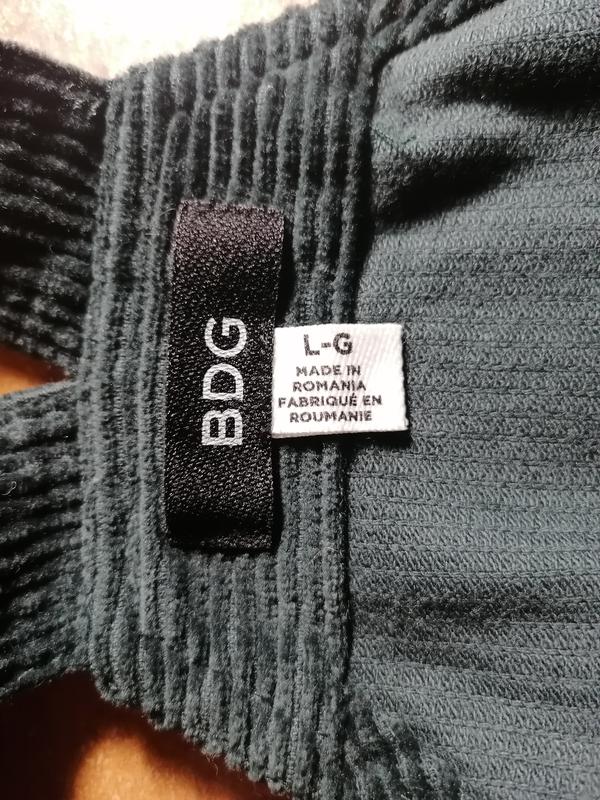 BDG
L-G
MADE IN
ROMANIA
FABRIQUÉ EN
ROUMANIE